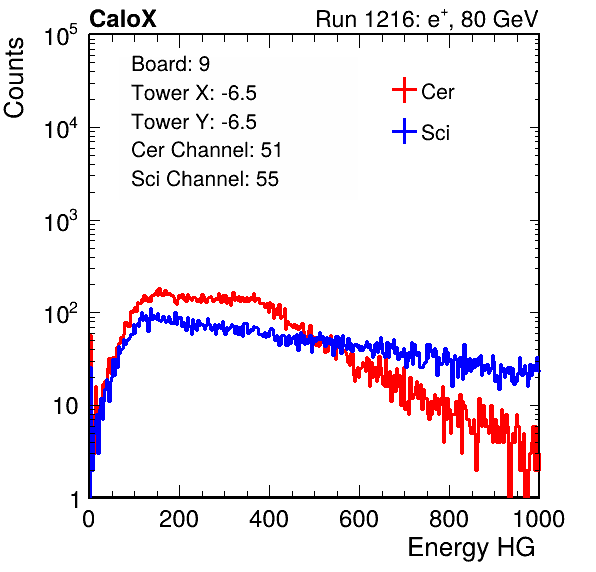 CaloX Run 1216: e⁺, 80 GeV
Counts
10⁵
10⁴
10³
10²
10
1
Board: 9
Tower X: -6.5
Tower Y: -6.5
Cer Channel: 51
Sci Channel: 55
Cer
Sci
0 200 400 600 800 1000
Energy HG